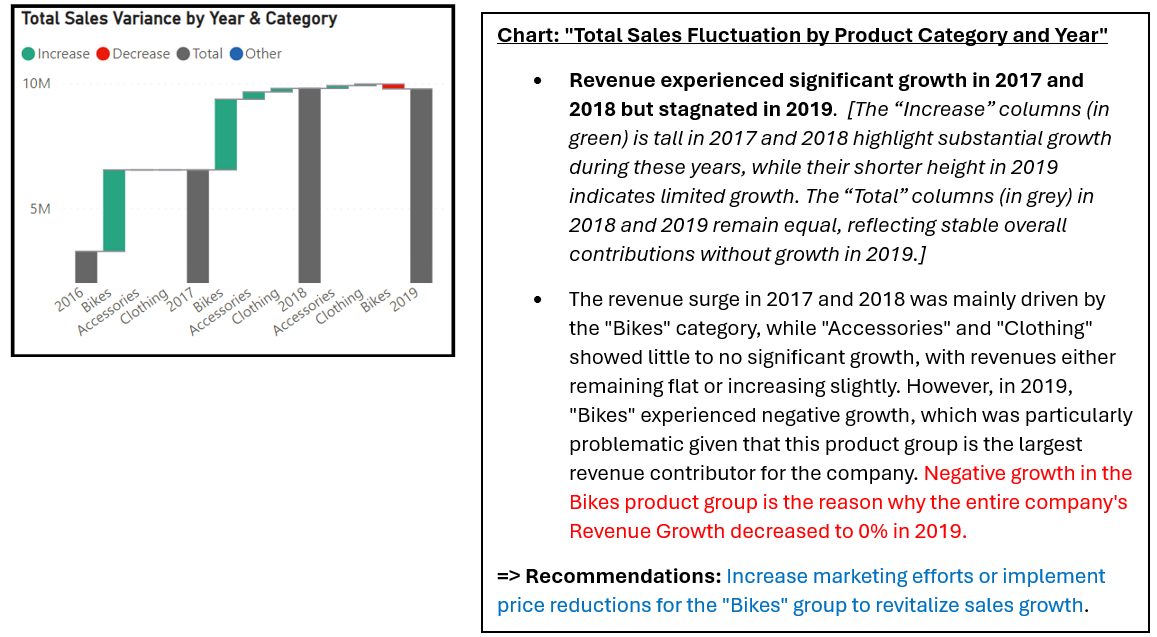 Total Sales Variance by Year & Category
Increase Decrease Total Other
10M
5M
2016 Bikes Accessories Clothing 2017 Bikes Accessories Clothing 2018 Accessories Clothing Bikes 2019
Chart: "Total Sales Fluctuation by Product Category and Year"
• Revenue experienced significant growth in 2017 and
2018 but stagnated in 2019. [The “Increase” columns (in
green) is tall in 2017 and 2018 highlight substantial growth
during these years, while their shorter height in 2019
indicates limited growth. The “Total” columns (in grey) in
2018 and 2019 remain equal, reflecting stable overall
contributions without growth in 2019.]
• The revenue surge in 2017 and 2018 was mainly driven by
the "Bikes" category, while "Accessories" and "Clothing"
showed little to no significant growth, with revenues either
remaining flat or increasing slightly. However, in 2019,
"Bikes" experienced negative growth, which was particularly
problematic given that this product group is the largest
revenue contributor for the company. Negative growth in the
Bikes product group is the reason why the entire company's
Revenue Growth decreased to 0% in 2019.
=> Recommendations: Increase marketing efforts or implement
price reductions for the "Bikes" group to revitalize sales growth.